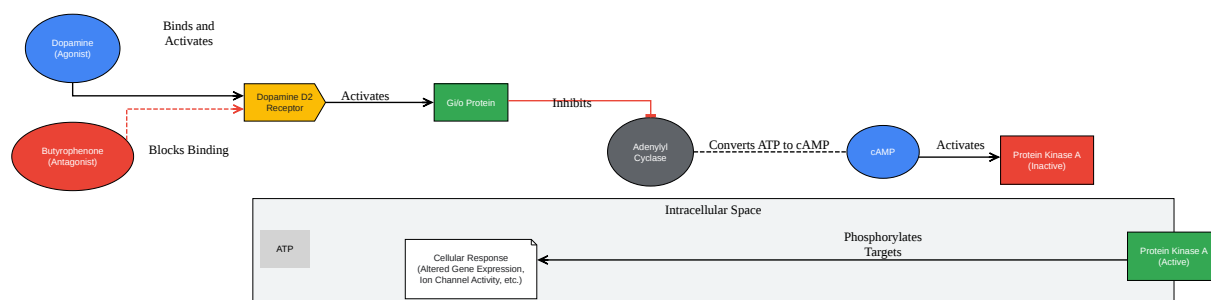 Binds and
Activates
Dopamine
(Agonist)
Dopamine D2
Receptor
Activates
Gi/o Protein
Inhibits
Butyrophenone
(Antagonist)
Blocks Binding
Adenylyl
Cyclase
Converts ATP to cAMP
cAMP
Activates
Protein Kinase A
(Inactive)
Intracellular Space
ATP
Cellular Response
(Altered Gene Expression,
Ion Channel Activity, etc.)
Phosphorylates
Targets
Protein Kinase A
(Active)